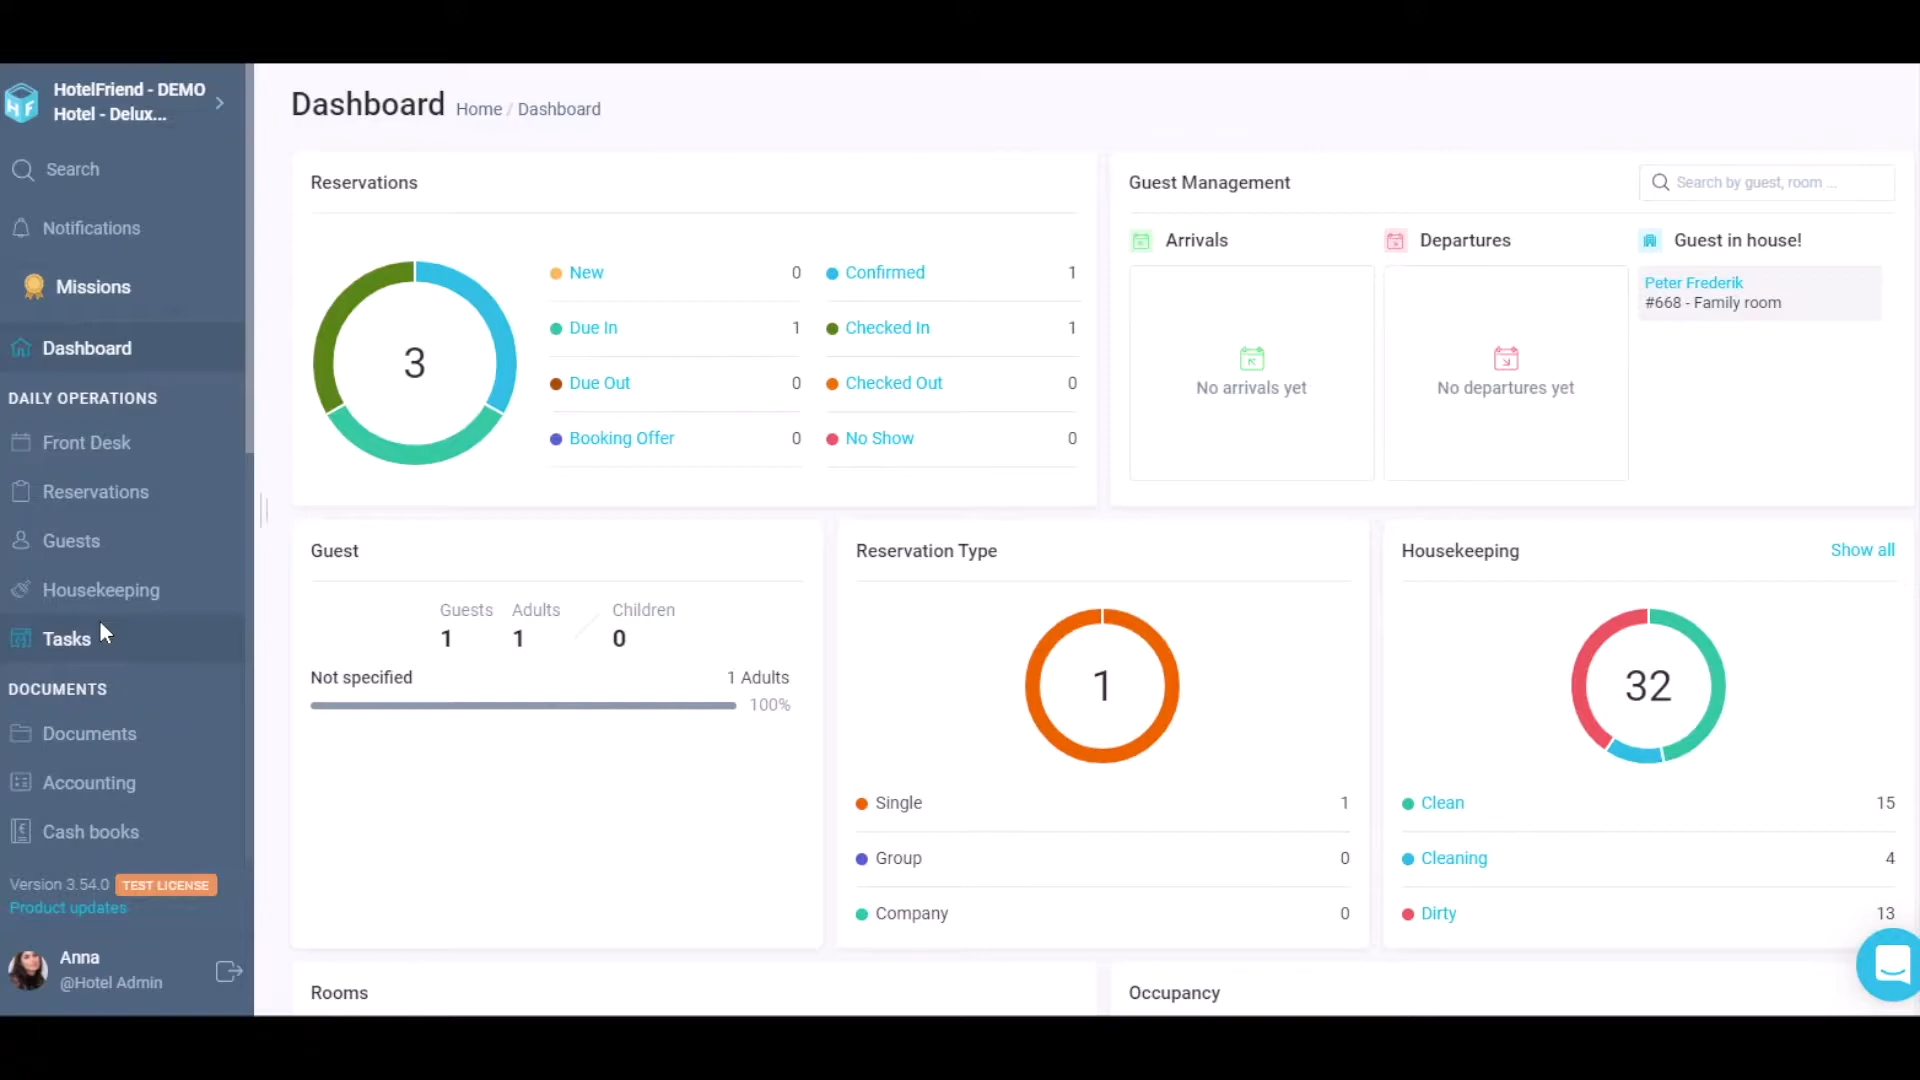 HotelFriend - DEMO
Hotel - Delux...
Search
Notifications
Missions
Dashboard
DAILY OPERATIONS
Front Desk
Reservations
Guests
Housekeeping
Tasks
DOCUMENTS
Documents
Accounting
Cash books
Version 3.54.0 TEST LICENSE
Product updates
Anna
@Hotel Admin
Dashboard Home / Dashboard
Reservations
3
New 0
Confirmed 1
Due In 1
Checked In 1
Due Out 0
Checked Out 0
Booking Offer 0
No Show 0
Guest Management
Search by guest, room ...
Arrivals
No arrivals yet
Departures
No departures yet
Guest in house!
Peter Frederik
#668 - Family room
Guest
Guests Adults Children
1 1 0
Not specified 1 Adults
100%
Reservation Type
1
Single 1
Group 0
Company 0
Housekeeping Show all
32
Clean 15
Cleaning 4
Dirty 13
Rooms
Occupancy